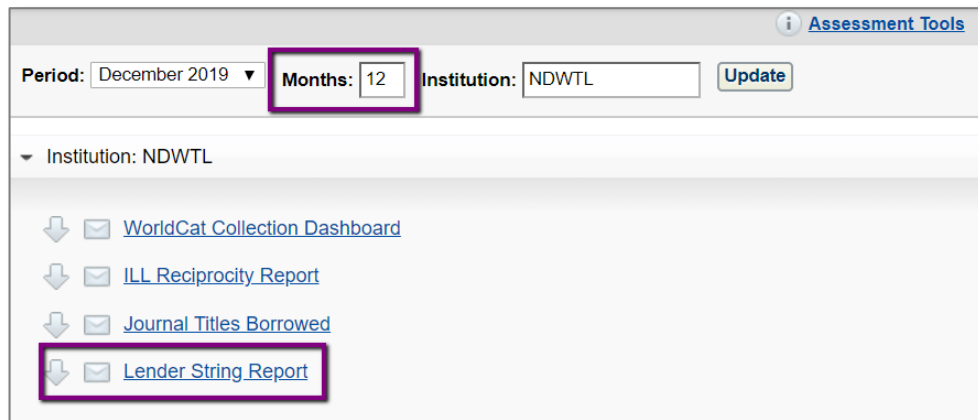 i Assessment Tools
Period: December 2019 ▼ Months: 12 Institution: NDWTL Update
Institution: NDWTL
WorldCat Collection Dashboard
ILL Reciprocity Report
Journal Titles Borrowed
Lender String Report